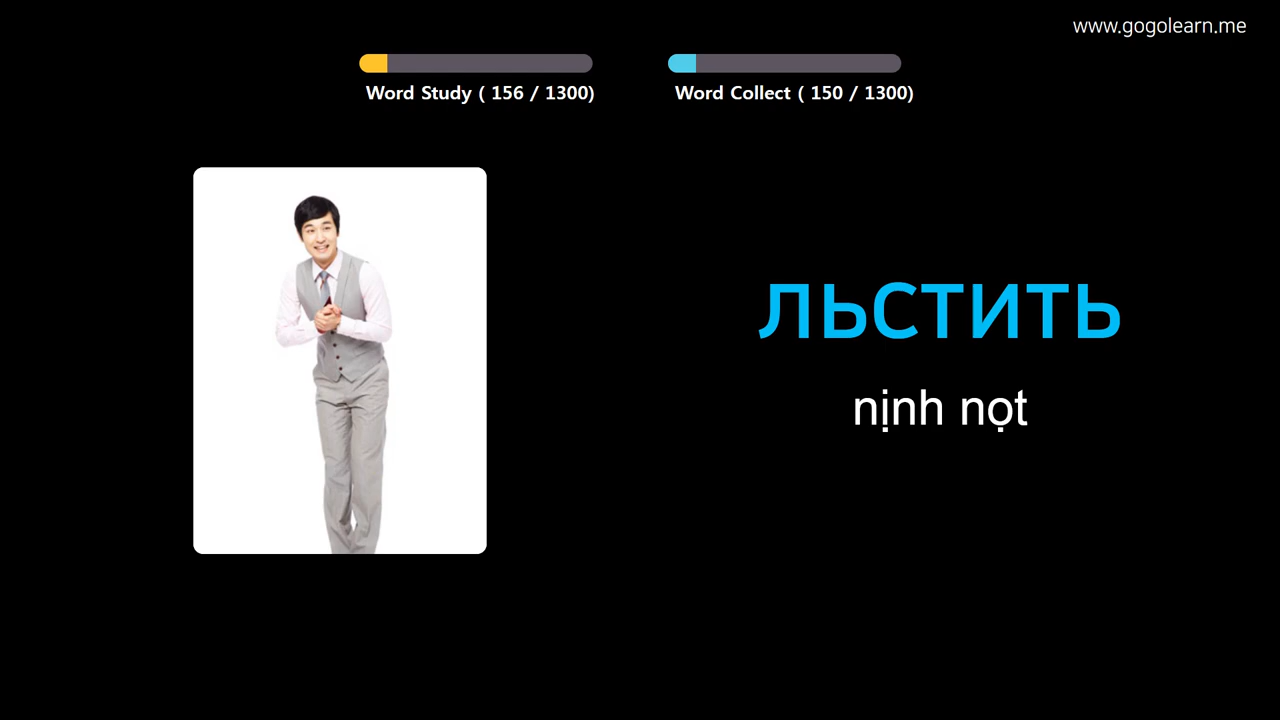 www.gogolearn.me
Word Study ( 156 / 1300)
Word Collect ( 150 / 1300)
льстить
nịnh nọt